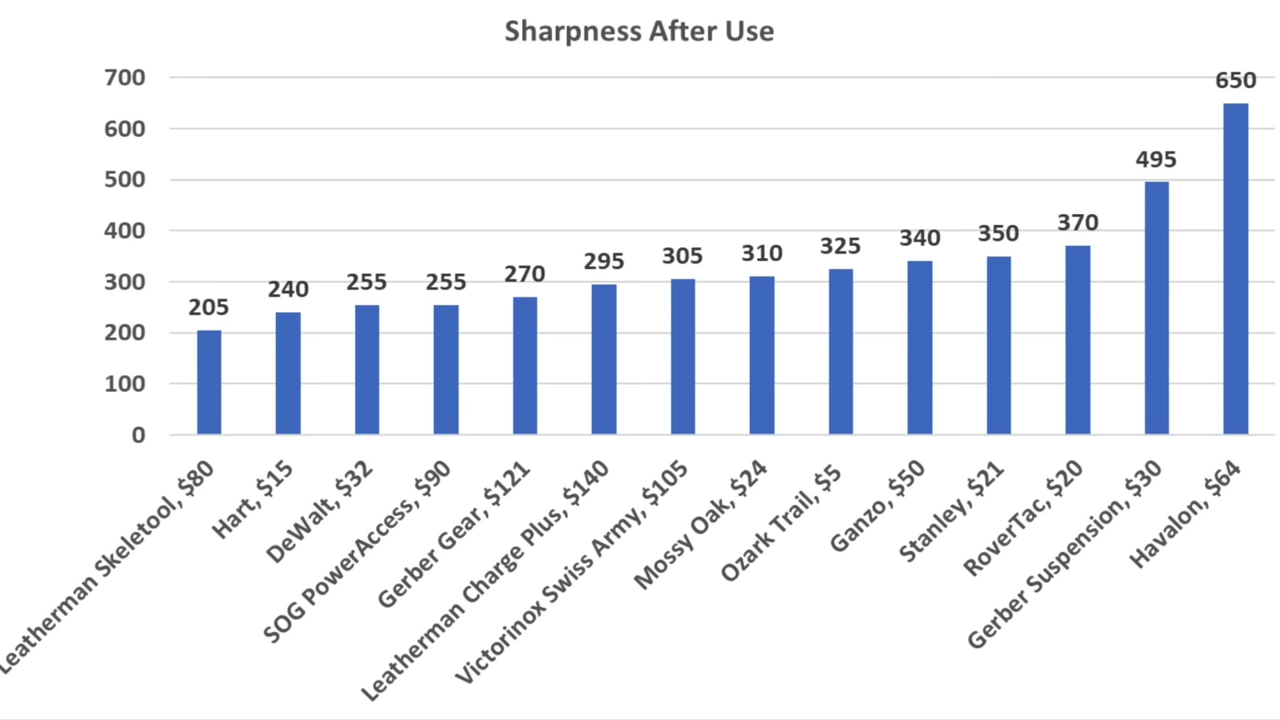 Sharpness After Use
700
600
500
400
300
200
100
0
205
240
255
255
270
295
305
310
325
340
350
370
495
650
Leatherman Skeletool, $80
Hart, $15
DeWalt, $32
SOG PowerAccess, $90
Gerber Gear, $121
Leatherman Charge Plus, $140
Victorinox Swiss Army, $105
Mossy Oak, $24
Ozark Trail, $5
Ganzo, $50
Stanley, $21
RoverTac, $20
Gerber Suspension, $30
Havalon, $64